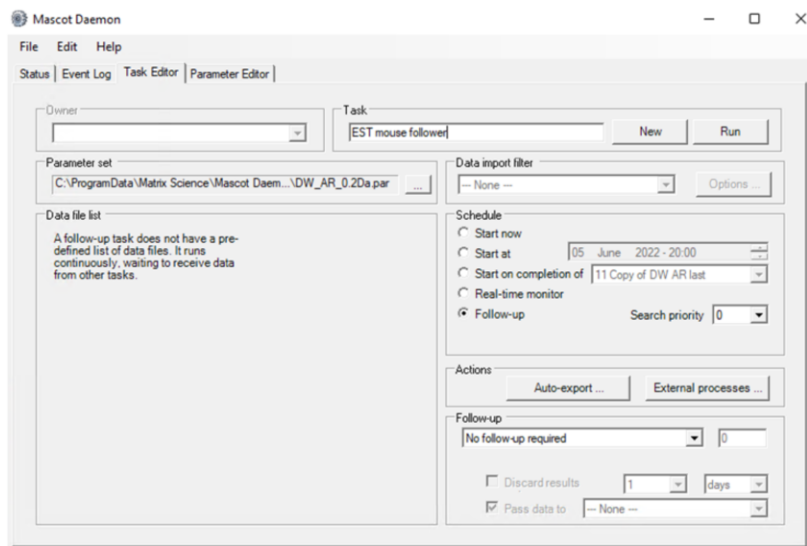 Mascot Daemon
File Edit Help
Status Event Log Task Editor Parameter Editor
Owner
Task
EST mouse follower
New Run
Parameter set
C:\ProgramData\Matrix Science\Mascot Daem...\DW_AR_0.2Da.par ...
Data import filter
--- None --- Options ...
Data file list
A follow-up task does not have a pre-
defined list of data files. It runs
continuously, waiting to receive data
from other tasks.
Schedule
Start now
Start at 05 June 2022 - 20:00
Start on completion of 11 Copy of DW AR last
Real-time monitor
Follow-up Search priority 0
Actions
Auto-export ... External processes ...
Follow-up
No follow-up required 0
Discard results 1 days
Pass data to --- None ---